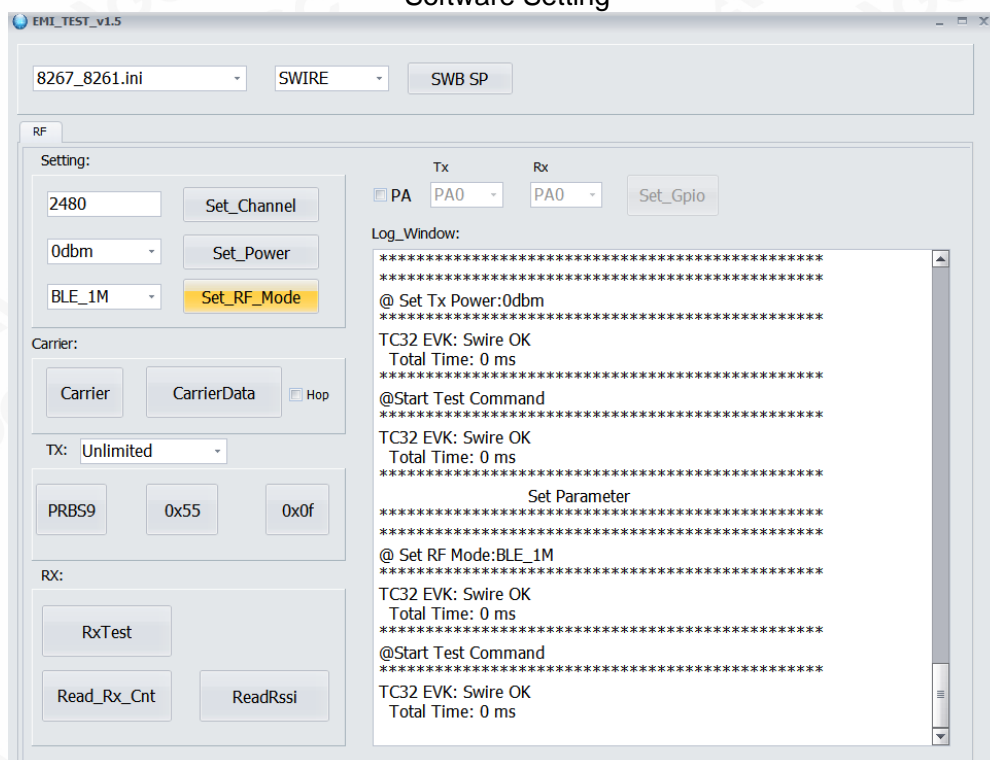 Software Setting
EMI_TEST_v1.5
8267_8261.ini SWIRE SWB SP
RF
Setting:
2480 Set_Channel
0dbm Set_Power
BLE_1M Set_RF_Mode
Carrier:
Carrier CarrierData Hop
TX: Unlimited
PRBS9 0x55 0x0f
RX:
RxTest
Read_Rx_Cnt ReadRssi
Tx Rx
PA PA0 PA0 Set_Gpio
Log_Window:
************************************************
************************************************
@ Set Tx Power:0dbm
************************************************
TC32 EVK: Swire OK
Total Time: 0 ms
************************************************
@Start Test Command
************************************************
TC32 EVK: Swire OK
Total Time: 0 ms
************************************************
Set Parameter
************************************************
************************************************
@ Set RF Mode:BLE_1M
************************************************
TC32 EVK: Swire OK
Total Time: 0 ms
************************************************
@Start Test Command
************************************************
TC32 EVK: Swire OK
Total Time: 0 ms